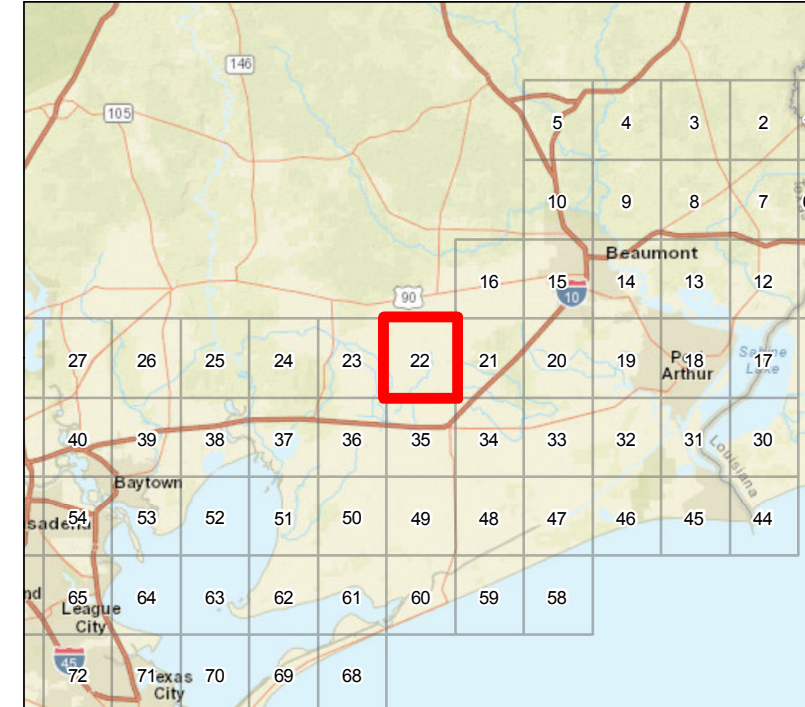 146
105
5 4 3 2
10 9 8 7
Beaumont
16 15 14 13 12
10
90
27 26 25 24 23 22 21 20 19 18 17
Arthur
Sabine
Lake
40 39 38 37 36 35 34 33 32 31 30
Louisiana
Baytown
54 53 52 51 50 49 48 47 46 45 44
sadena
65 64 63 62 61 60 59 58
nd
League
City
45
72 71 70 69 68
exas
City